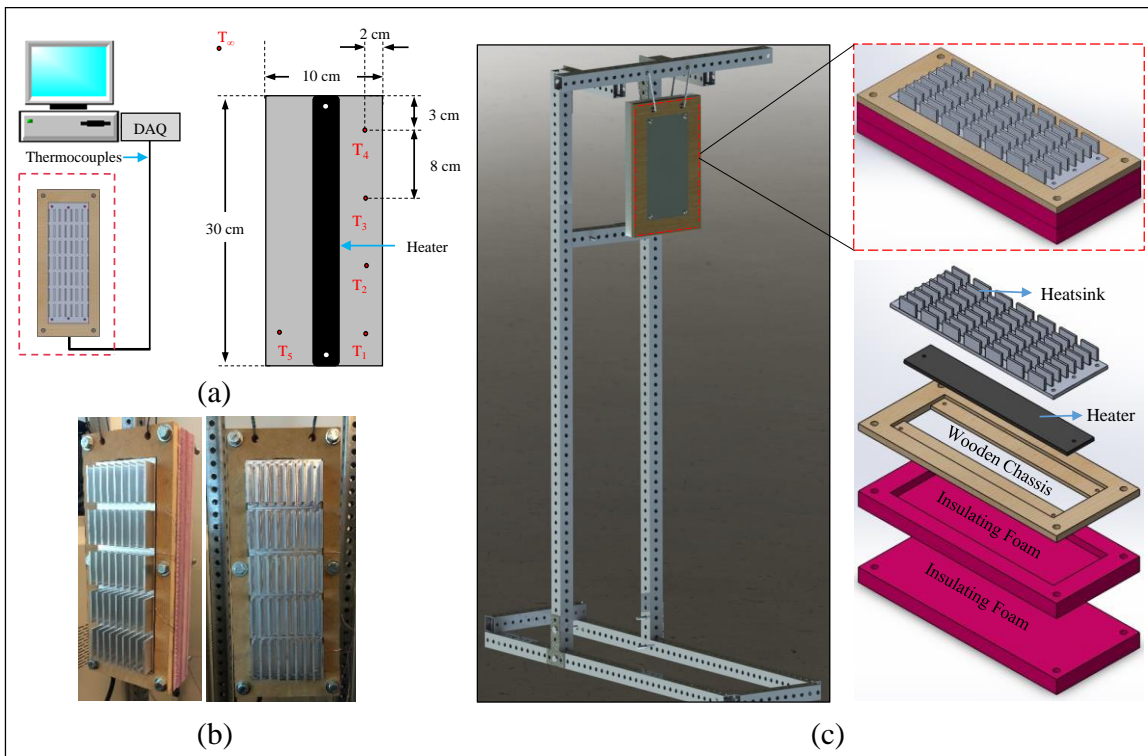 T∞
2 cm
10 cm
3 cm
DAQ
Thermocouples
T4
8 cm
T3
30 cm
Heater
T2
T5
T1
(a)
(b)
Heatsink
Heater
Wooden Chassis
Insulating Foam
Insulating Foam
(c)